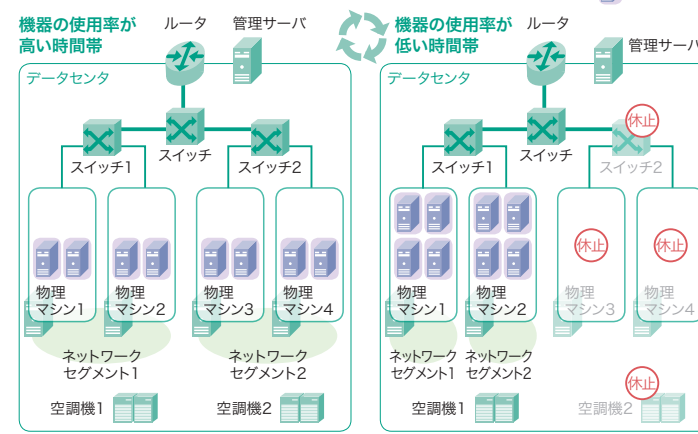 機器の使用率が
高い時間帯
ルータ
管理サーバ
データセンタ
スイッチ
スイッチ1
スイッチ2
物理
マシン1
物理
マシン2
物理
マシン3
物理
マシン4
ネットワーク
セグメント1
ネットワーク
セグメント2
空調機1
空調機2
機器の使用率が
低い時間帯
ルータ
管理サーバ
データセンタ
休止
スイッチ
スイッチ1
スイッチ2
休止
休止
物理
マシン1
物理
マシン2
物理
マシン3
物理
マシン4
ネットワーク
セグメント1
ネットワーク
セグメント2
休止
空調機1
空調機2